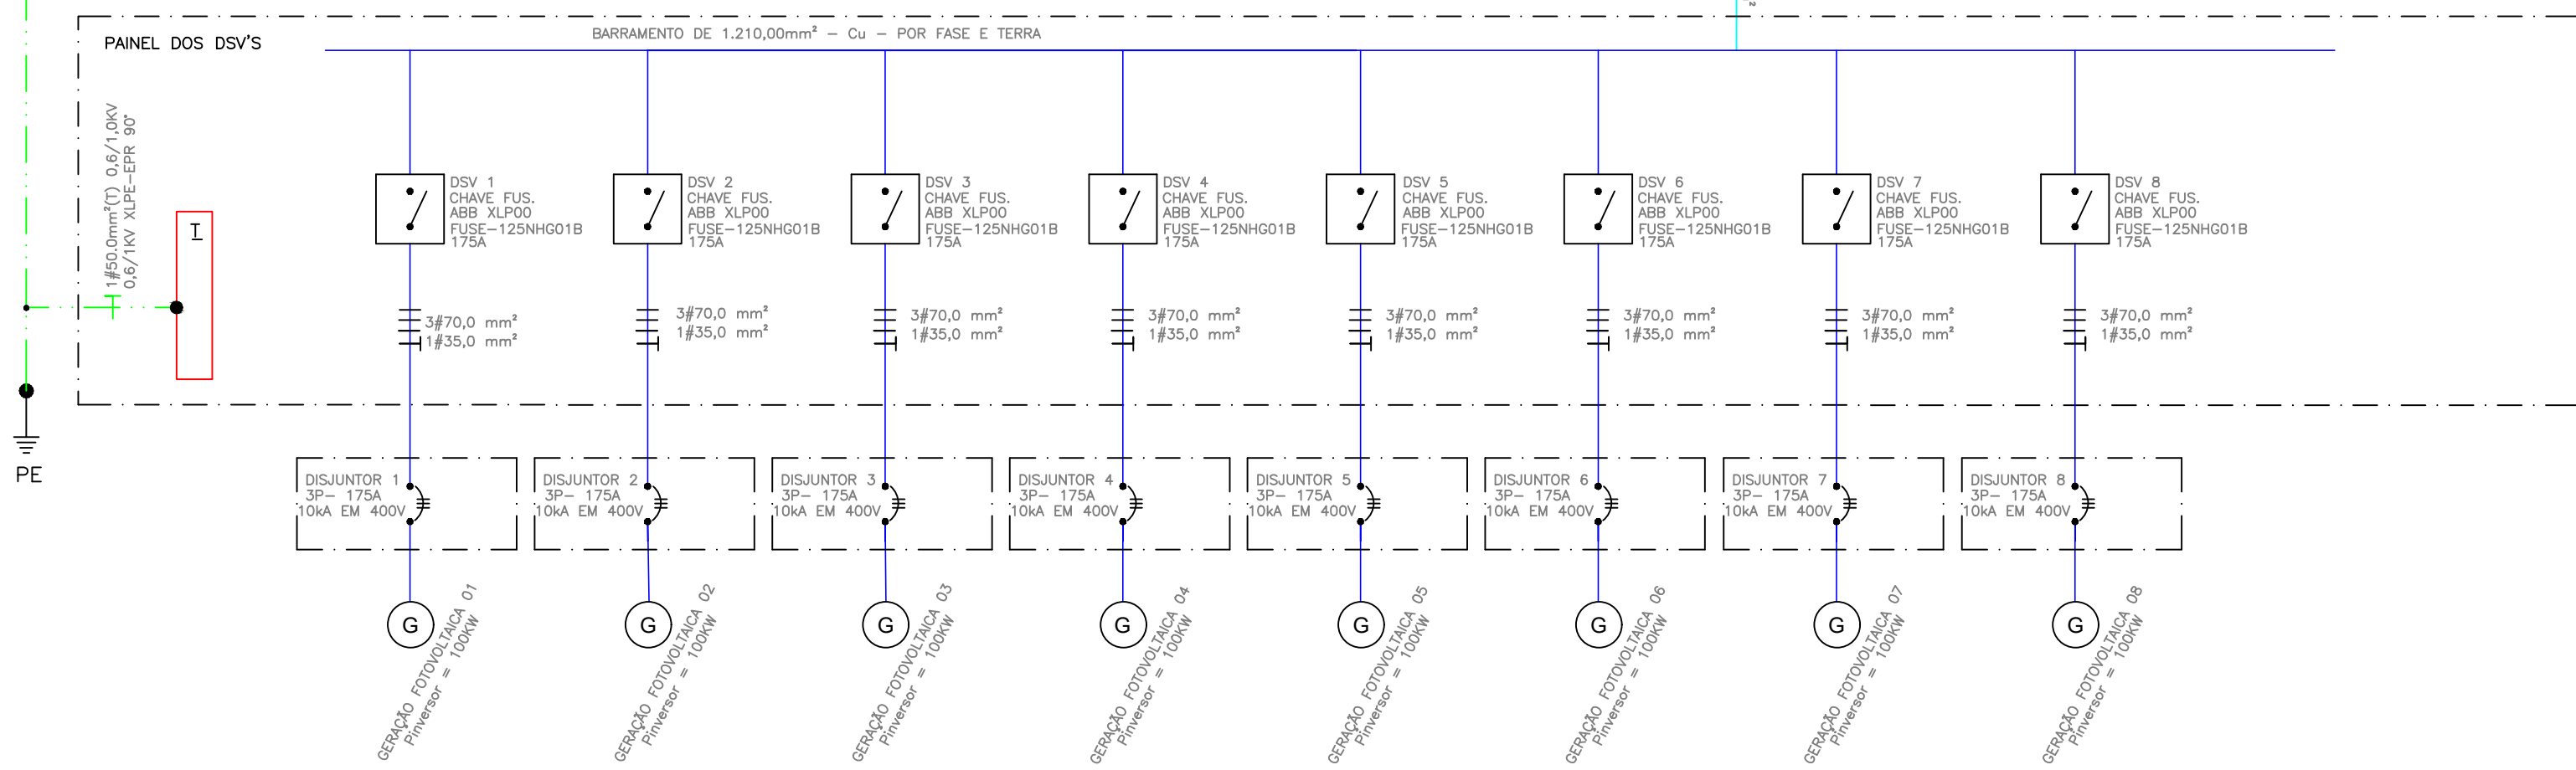 PAINEL DOS DSV'S
BARRAMENTO DE 1.210,00mm² – Cu – POR FASE E TERRA
1#50.0mm²(T) 0,6/1,0KV
0,6/1KV XLPE-EPR 90°
T
PE
DSV 1
CHAVE FUS.
ABB XLP00
FUSE-125NHG01B
175A
DSV 2
CHAVE FUS.
ABB XLP00
FUSE-125NHG01B
175A
DSV 3
CHAVE FUS.
ABB XLP00
FUSE-125NHG01B
175A
DSV 4
CHAVE FUS.
ABB XLP00
FUSE-125NHG01B
175A
DSV 5
CHAVE FUS.
ABB XLP00
FUSE-125NHG01B
175A
DSV 6
CHAVE FUS.
ABB XLP00
FUSE-125NHG01B
175A
DSV 7
CHAVE FUS.
ABB XLP00
FUSE-125NHG01B
175A
DSV 8
CHAVE FUS.
ABB XLP00
FUSE-125NHG01B
175A
3#70,0 mm²
1#35,0 mm²
3#70,0 mm²
1#35,0 mm²
3#70,0 mm²
1#35,0 mm²
3#70,0 mm²
1#35,0 mm²
3#70,0 mm²
1#35,0 mm²
3#70,0 mm²
1#35,0 mm²
3#70,0 mm²
1#35,0 mm²
3#70,0 mm²
1#35,0 mm²
DISJUNTOR 1
3P- 175A
10kA EM 400V
DISJUNTOR 2
3P- 175A
10kA EM 400V
DISJUNTOR 3
3P- 175A
10kA EM 400V
DISJUNTOR 4
3P- 175A
10kA EM 400V
DISJUNTOR 5
3P- 175A
10kA EM 400V
DISJUNTOR 6
3P- 175A
10kA EM 400V
DISJUNTOR 7
3P- 175A
10kA EM 400V
DISJUNTOR 8
3P- 175A
10kA EM 400V
G
GERAÇÃO FOTOVOLTAICA 01
Pinversor = 100KW
G
GERAÇÃO FOTOVOLTAICA 02
Pinversor = 100KW
G
GERAÇÃO FOTOVOLTAICA 03
Pinversor = 100KW
G
GERAÇÃO FOTOVOLTAICA 04
Pinversor = 100KW
G
GERAÇÃO FOTOVOLTAICA 05
Pinversor = 100KW
G
GERAÇÃO FOTOVOLTAICA 06
Pinversor = 100KW
G
GERAÇÃO FOTOVOLTAICA 07
Pinversor = 100KW
G
GERAÇÃO FOTOVOLTAICA 08
Pinversor = 100KW